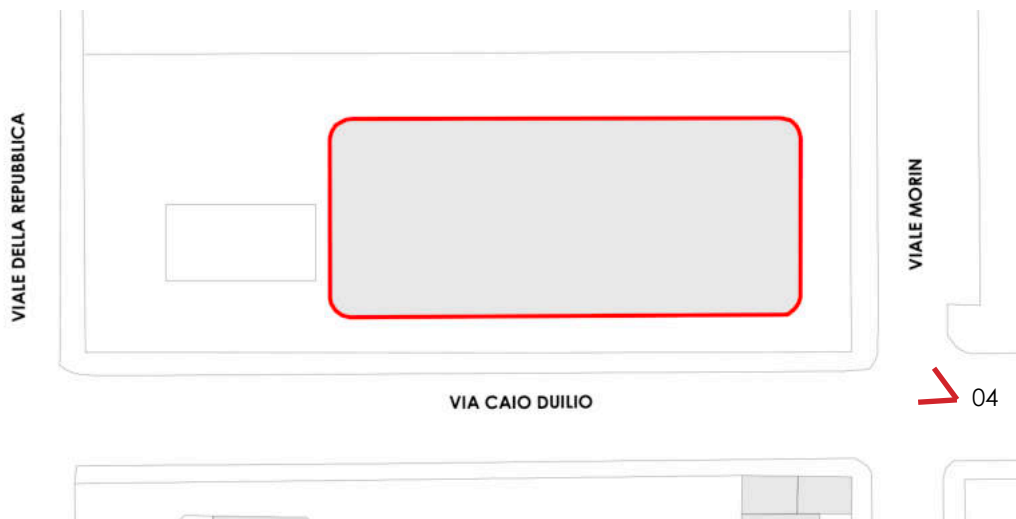 VIALE DELLA REPUBBLICA
VIALE MORIN
VIA CAIO DUILIO
04